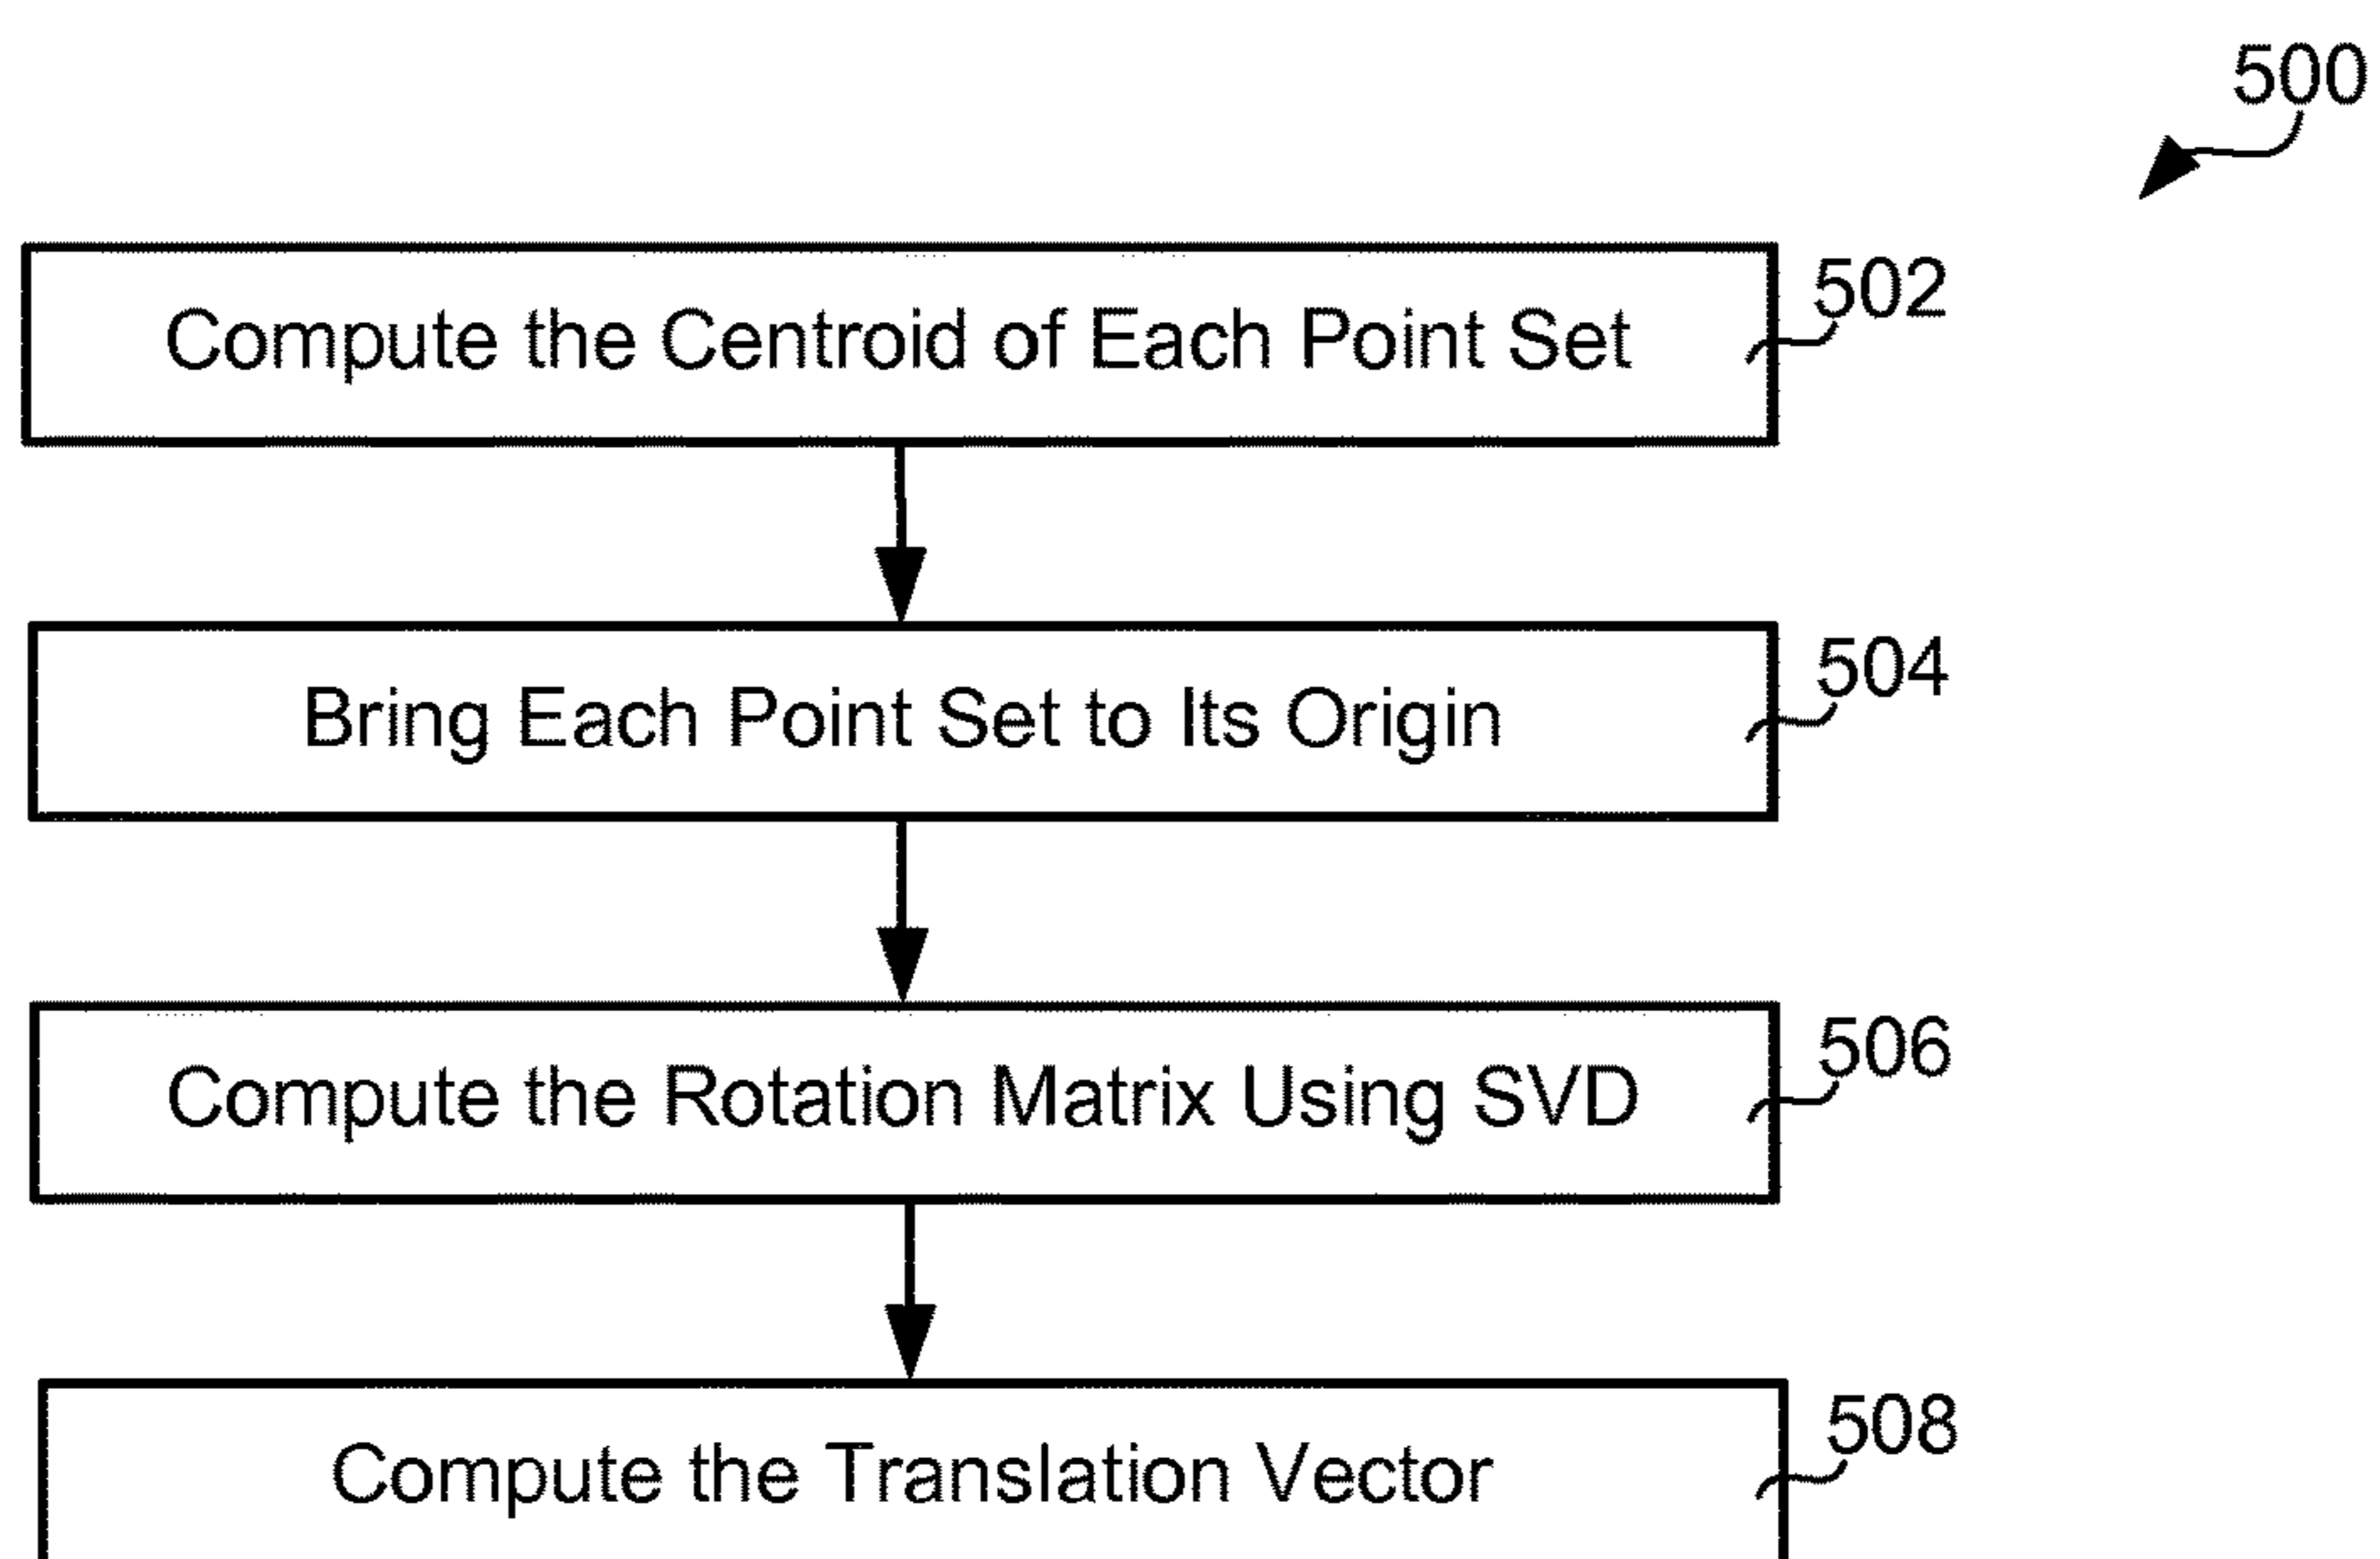 500
Compute the Centroid of Each Point Set 502
Bring Each Point Set to Its Origin 504
Compute the Rotation Matrix Using SVD 506
Compute the Translation Vector 508